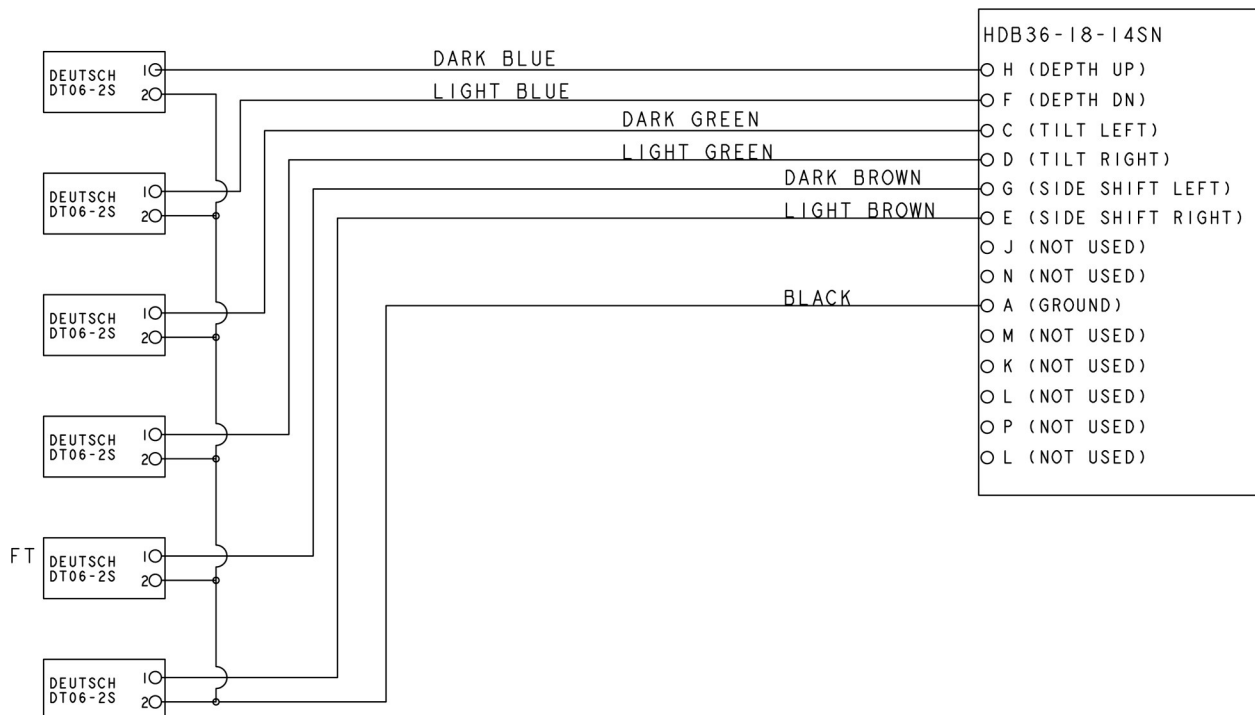 HDB36-18-14SN
DEUTSCH
DT06-2S
1
2
DARK BLUE
H (DEPTH UP)
LIGHT BLUE
F (DEPTH DN)
DARK GREEN
C (TILT LEFT)
LIGHT GREEN
D (TILT RIGHT)
DEUTSCH
DT06-2S
1
2
DARK BROWN
G (SIDE SHIFT LEFT)
LIGHT BROWN
E (SIDE SHIFT RIGHT)
J (NOT USED)
N (NOT USED)
DEUTSCH
DT06-2S
1
2
BLACK
A (GROUND)
M (NOT USED)
K (NOT USED)
L (NOT USED)
P (NOT USED)
L (NOT USED)
DEUTSCH
DT06-2S
1
2
FT
DEUTSCH
DT06-2S
1
2
DEUTSCH
DT06-2S
1
2